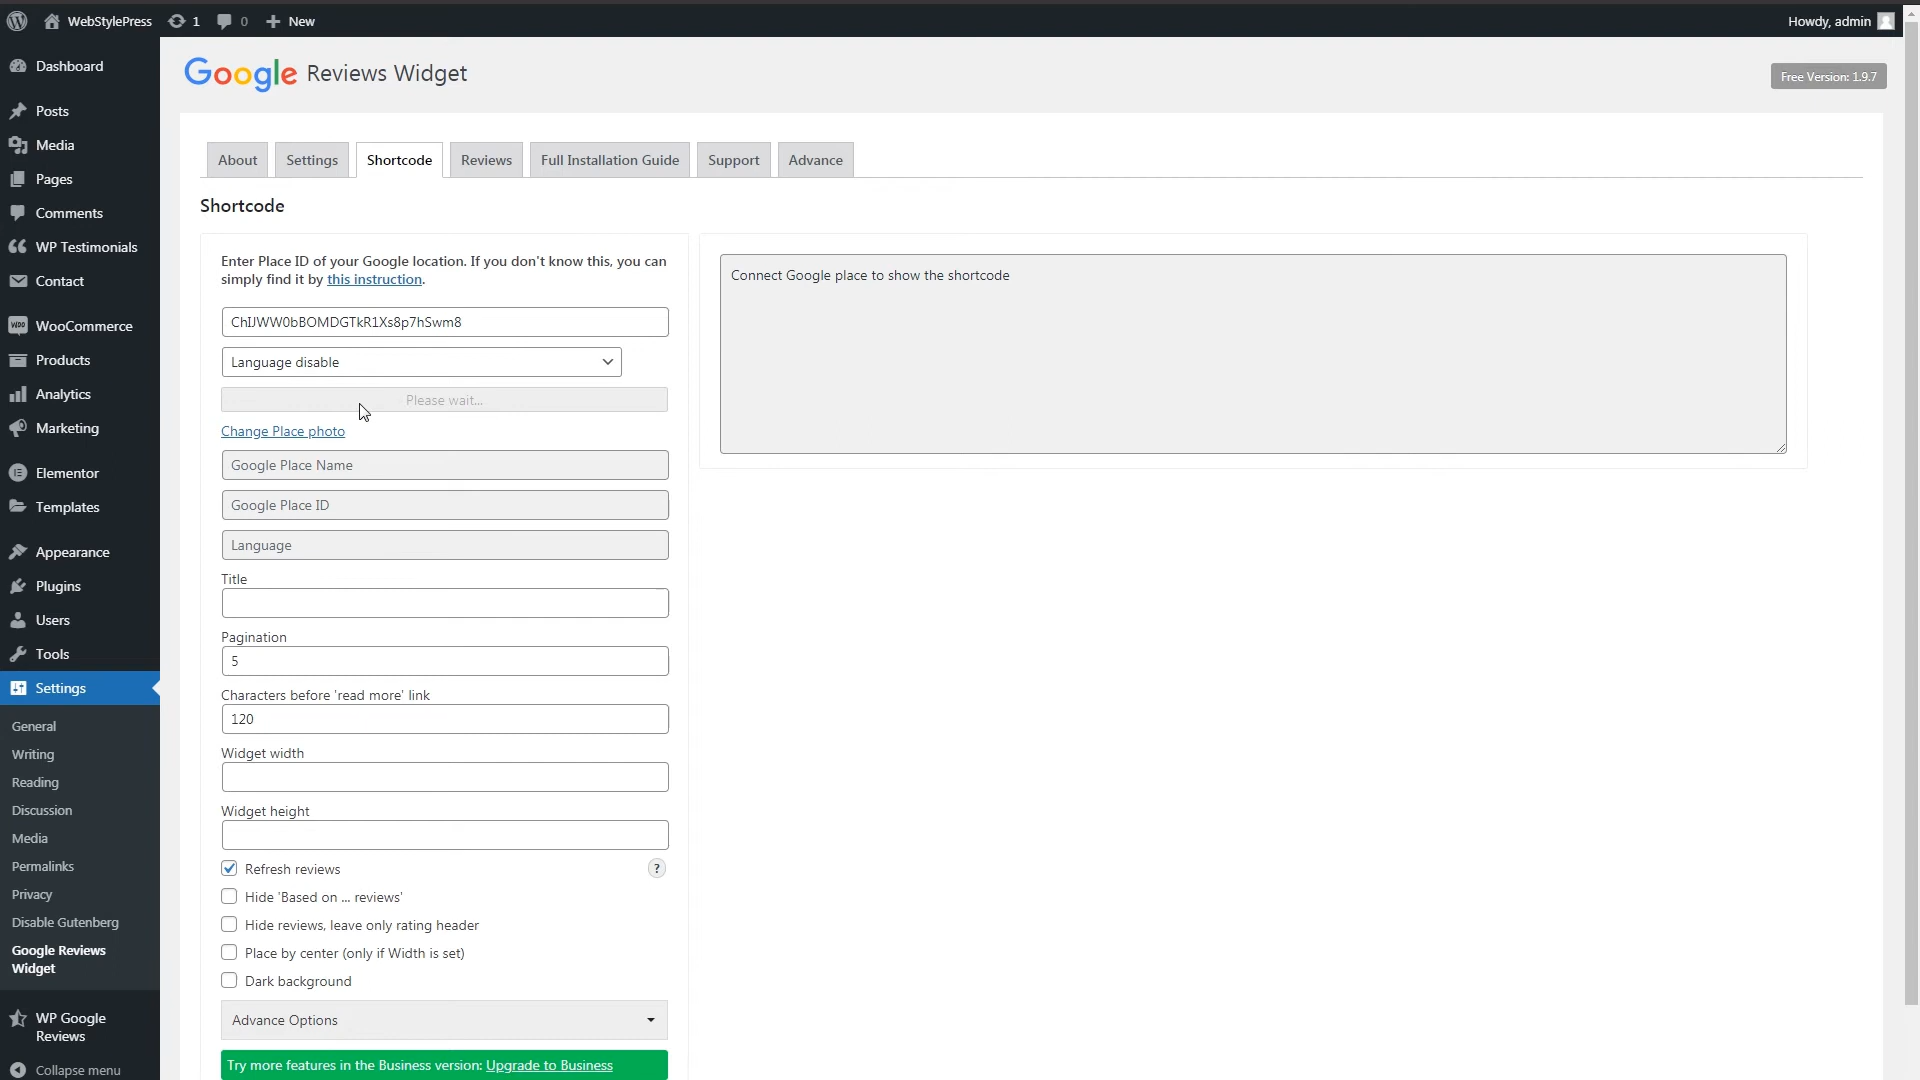 WebStylePress
1
0
New
Howdy, admin
Dashboard
Posts
Media
Pages
Comments
WP Testimonials
Contact
WooCommerce
Products
Analytics
Marketing
Elementor
Templates
Appearance
Plugins
Users
Tools
Settings
General
Writing
Reading
Discussion
Media
Permalinks
Privacy
Disable Gutenberg
Google Reviews
Widget
WP Google
Reviews
Collapse menu
Google Reviews Widget
Free Version: 1.9.7
About
Settings
Shortcode
Reviews
Full Installation Guide
Support
Advance
Shortcode
Enter Place ID of your Google location. If you don't know this, you can
simply find it by this instruction.
ChIJWW0bBOMDGTkR1Xs8p7hSwm8
Language disable
Please wait...
Change Place photo
Google Place Name
Google Place ID
Language
Title
Pagination
5
Characters before 'read more' link
120
Widget width
Widget height
Refresh reviews
?
Hide 'Based on ... reviews'
Hide reviews, leave only rating header
Place by center (only if Width is set)
Dark background
Advance Options
Try more features in the Business version: Upgrade to Business
Connect Google place to show the shortcode